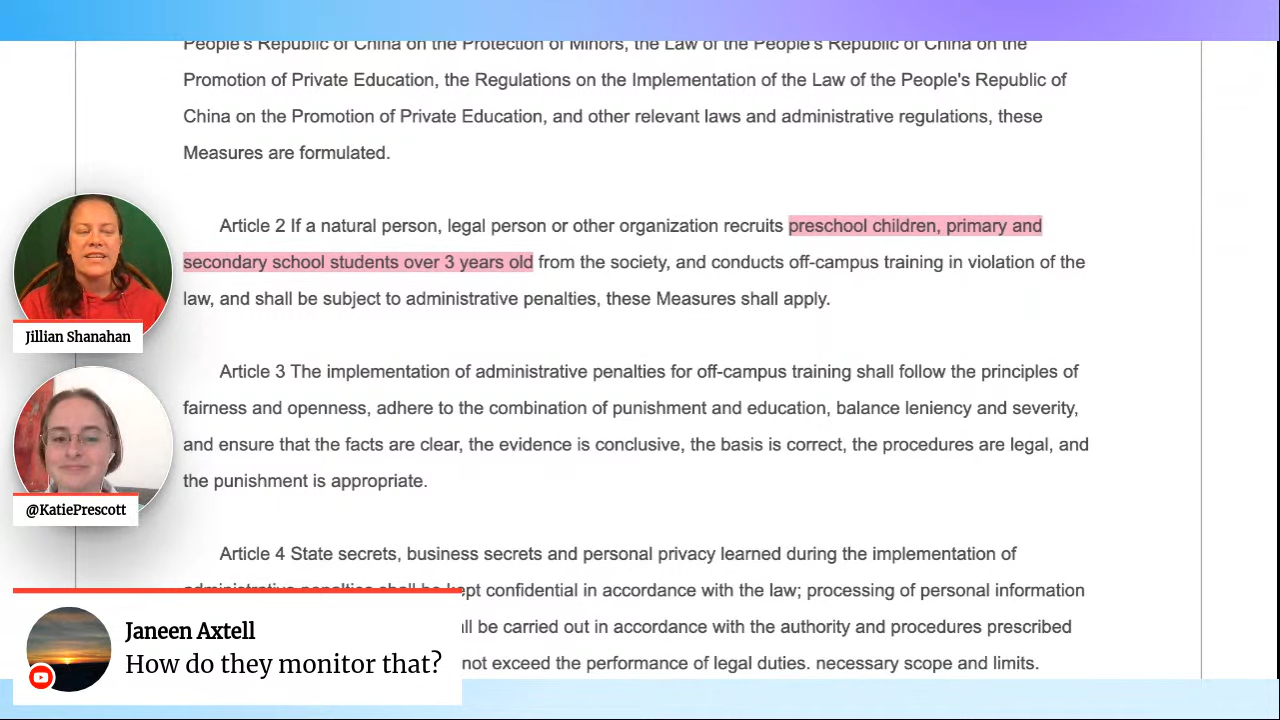 People's Republic of China on the Protection of Minors, the Law of the People's Republic of China on the
Promotion of Private Education, the Regulations on the Implementation of the Law of the People's Republic of
China on the Promotion of Private Education, and other relevant laws and administrative regulations, these
Measures are formulated.
Article 2 If a natural person, legal person or other organization recruits preschool children, primary and
secondary school students over 3 years old from the society, and conducts off-campus training in violation of the
law, and shall be subject to administrative penalties, these Measures shall apply.
Jillian Shanahan
Article 3 The implementation of administrative penalties for off-campus training shall follow the principles of
fairness and openness, adhere to the combination of punishment and education, balance leniency and severity,
and ensure that the facts are clear, the evidence is conclusive, the basis is correct, the procedures are legal, and
the punishment is appropriate.
@KatiePrescott
Article 4 State secrets, business secrets and personal privacy learned during the implementation of
administrative penalties shall be kept confidential in accordance with the law; processing of personal information
be carried out in accordance with the authority and procedures prescribed
not exceed the performance of legal duties. necessary scope and limits.
Janeen Axtell
How do they monitor that?